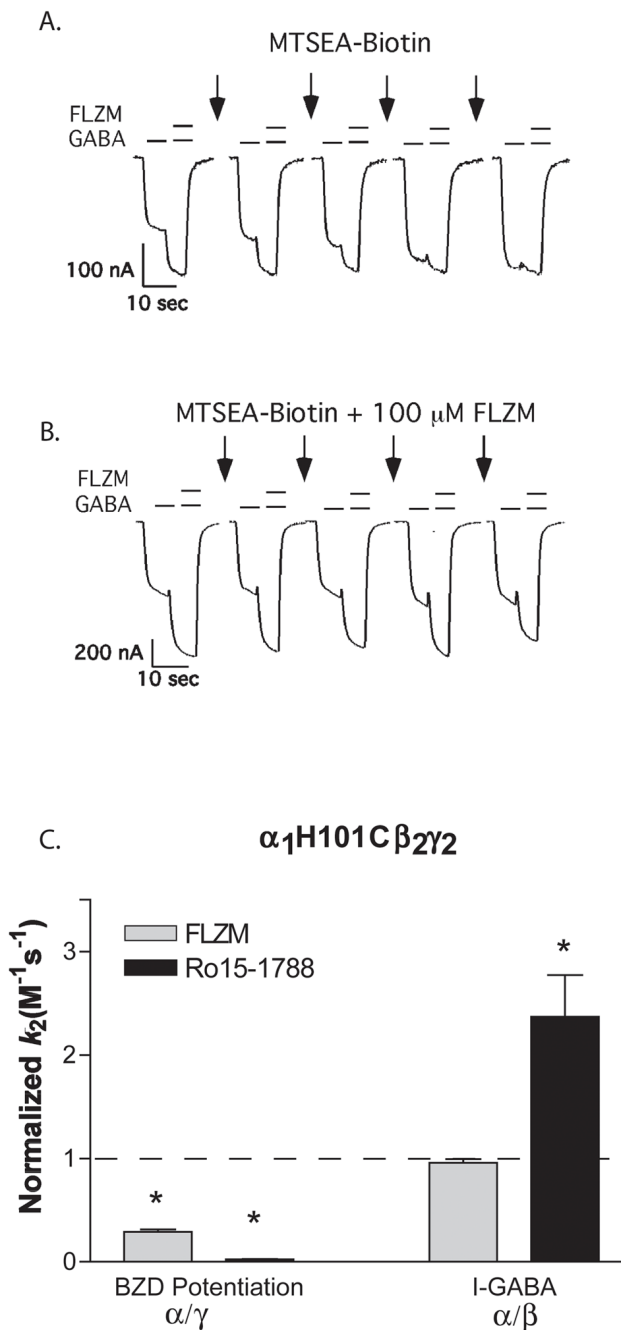 A.
MTSEA-Biotin
FLZM
GABA
100 nA
10 sec
B.
MTSEA-Biotin + 100 μM FLZM
FLZM
GABA
200 nA
10 sec
C.
α₁H101Cβ₂γ₂
Normalized k₂(M⁻¹s⁻¹)
3
2
1
0
FLZM
Ro15-1788
*
*
*
BZD Potentiation
α/γ
I-GABA
α/β